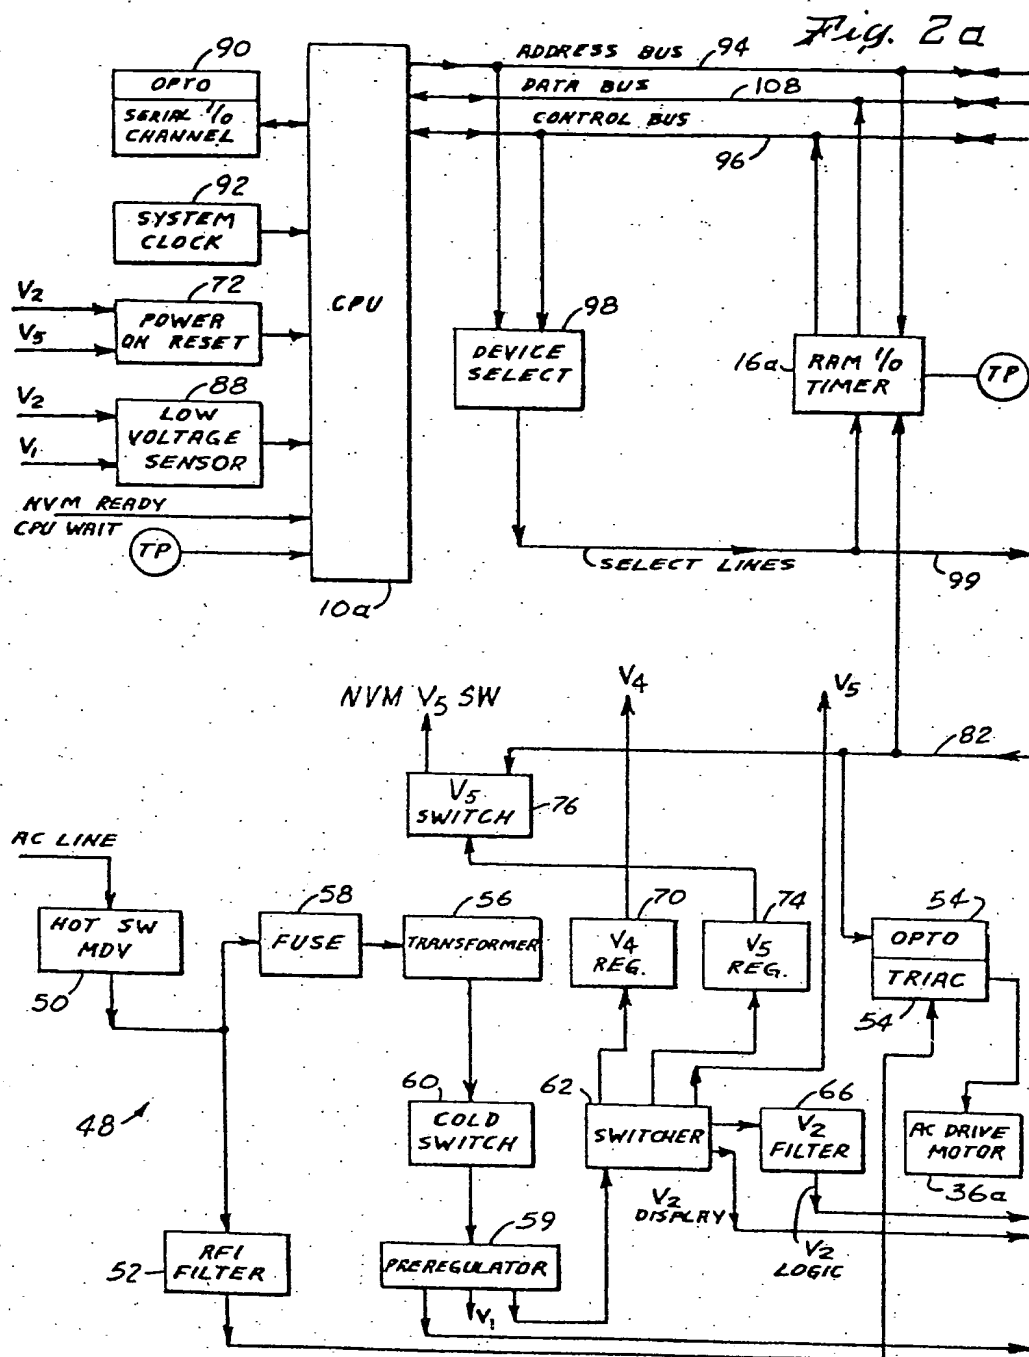 Fig. 2a
90
OPTO
SERIAL I/O
CHANNEL
ADDRESS BUS
94
DATA BUS
108
CONTROL BUS
96
92
SYSTEM
CLOCK
CPU
V2
V5
72
POWER
ON RESET
98
DEVICE
SELECT
16a
RAM I/O
TIMER
TP
V2
V1
88
LOW
VOLTAGE
SENSOR
NVM READY
CPU WAIT
TP
10a
SELECT LINES
99
NVM V5 SW
V4
V5
82
V5
SWITCH
76
AC LINE
HOT SW
MDV
50
58
FUSE
56
TRANSFORMER
70
V4
REG.
74
V5
REG.
54
OPTO
TRIAC
54
48
60
COLD
SWITCH
62
SWITCHER
66
V2
FILTER
AC DRIVE
MOTOR
36a
V2
DISPLAY
V2
LOGIC
52
RFI
FILTER
59
PREREGULATOR
V1